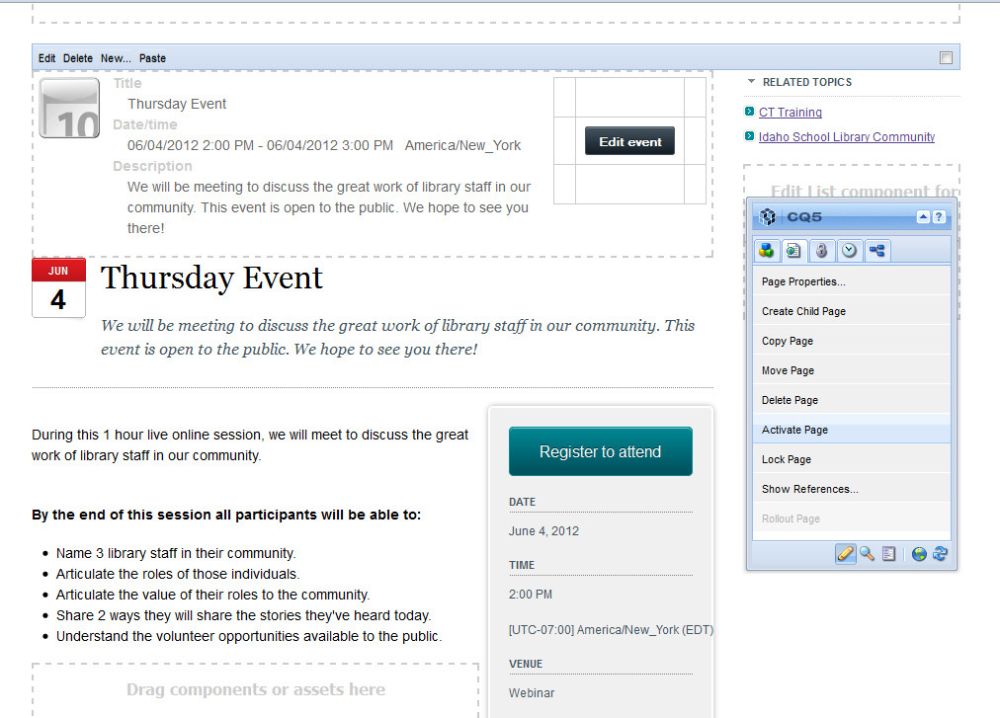 Edit Delete New... Paste
10
Title
Thursday Event
Date/time
06/04/2012 2:00 PM - 06/04/2012 3:00 PM America/New_York
Description
We will be meeting to discuss the great work of library staff in our
community. This event is open to the public. We hope to see you
there!
Edit event
JUN
4
Thursday Event
We will be meeting to discuss the great work of library staff in our community. This
event is open to the public. We hope to see you there!
During this 1 hour live online session, we will meet to discuss the great
work of library staff in our community.
By the end of this session all participants will be able to:
• Name 3 library staff in their community.
• Articulate the roles of those individuals.
• Articulate the value of their roles to the community.
• Share 2 ways they will share the stories they've heard today.
• Understand the volunteer opportunities available to the public.
Drag components or assets here
Register to attend
DATE
June 4, 2012
TIME
2:00 PM
[UTC-07:00] America/New_York (EDT)
VENUE
Webinar
RELATED TOPICS
CT Training
Idaho School Library Community
Edit List component for
CQ5 ?
Page Properties...
Create Child Page
Copy Page
Move Page
Delete Page
Activate Page
Lock Page
Show References...
Rollout Page